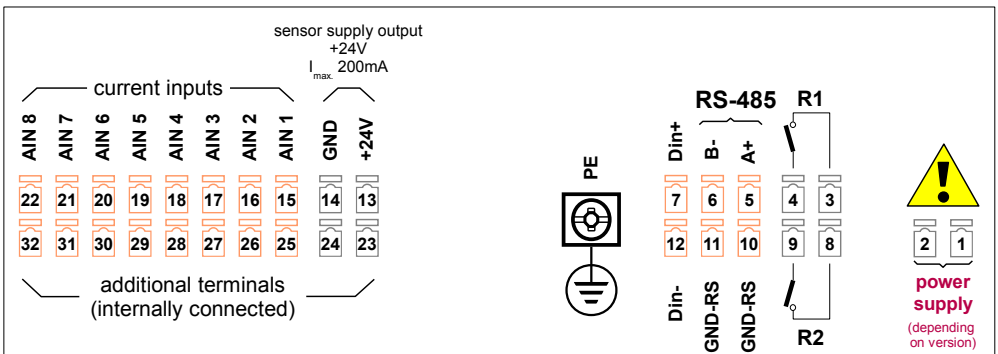 sensor supply output
+24V
Imax. 200mA
current inputs
AIN 8
AIN 7
AIN 6
AIN 5
AIN 4
AIN 3
AIN 2
AIN 1
GND
+24V
22 21 20 19 18 17 16 15 14 13
32 31 30 29 28 27 26 25 24 23
additional terminals
(internally connected)
PE
RS-485 R1
Din+
B-
A+
7 6 5 4 3
12 11 10 9 8
Din-
GND-RS
GND-RS
R2
!
2 1
power
supply
(depending
on version)